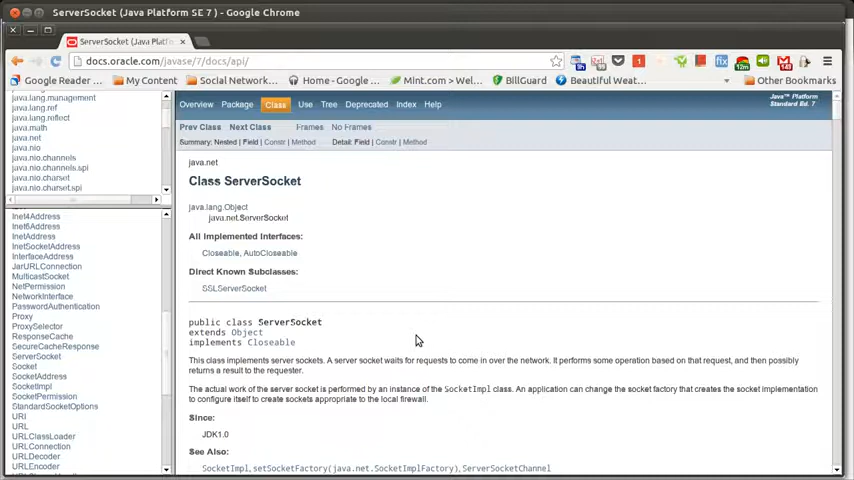 ServerSocket (Java Platform SE 7 ) - Google Chrome
ServerSocket (Java Platf
docs.oracle.com/javase/7/docs/api/
Google Reader ...
My Content
Social Network...
Home - Google ...
Mint.com > Wel...
BillGuard
Beautiful Weat...
Other Bookmarks
java.lang.management
java.lang.ref
java.lang.reflect
java.math
java.net
java.nio
java.nio.channels
java.nio.channels.spi
java.nio.charset
java.nio.charset.spi
Inet4Address
Inet6Address
InetAddress
InetSocketAddress
InterfaceAddress
JarURLConnection
MulticastSocket
NetPermission
NetworkInterface
PasswordAuthentication
Proxy
ProxySelector
ResponseCache
SecureCacheResponse
ServerSocket
Socket
SocketAddress
SocketImpl
SocketPermission
StandardSocketOptions
URI
URL
URLClassLoader
URLConnection
URLDecoder
URLEncoder
Overview Package Class Use Tree Deprecated Index Help
Java™ Platform
Standard Ed. 7
Prev Class Next Class Frames No Frames
Summary: Nested | Field | Constr | Method Detail: Field | Constr | Method
java.net
Class ServerSocket
java.lang.Object
java.net.ServerSocket
All Implemented Interfaces:
Closeable, AutoCloseable
Direct Known Subclasses:
SSLServerSocket
public class ServerSocket
extends Object
implements Closeable
This class implements server sockets. A server socket waits for requests to come in over the network. It performs some operation based on that request, and then possibly
returns a result to the requester.
The actual work of the server socket is performed by an instance of the SocketImpl class. An application can change the socket factory that creates the socket implementation
to configure itself to create sockets appropriate to the local firewall.
Since:
JDK1.0
See Also:
SocketImpl, setSocketFactory(java.net.SocketImplFactory), ServerSocketChannel